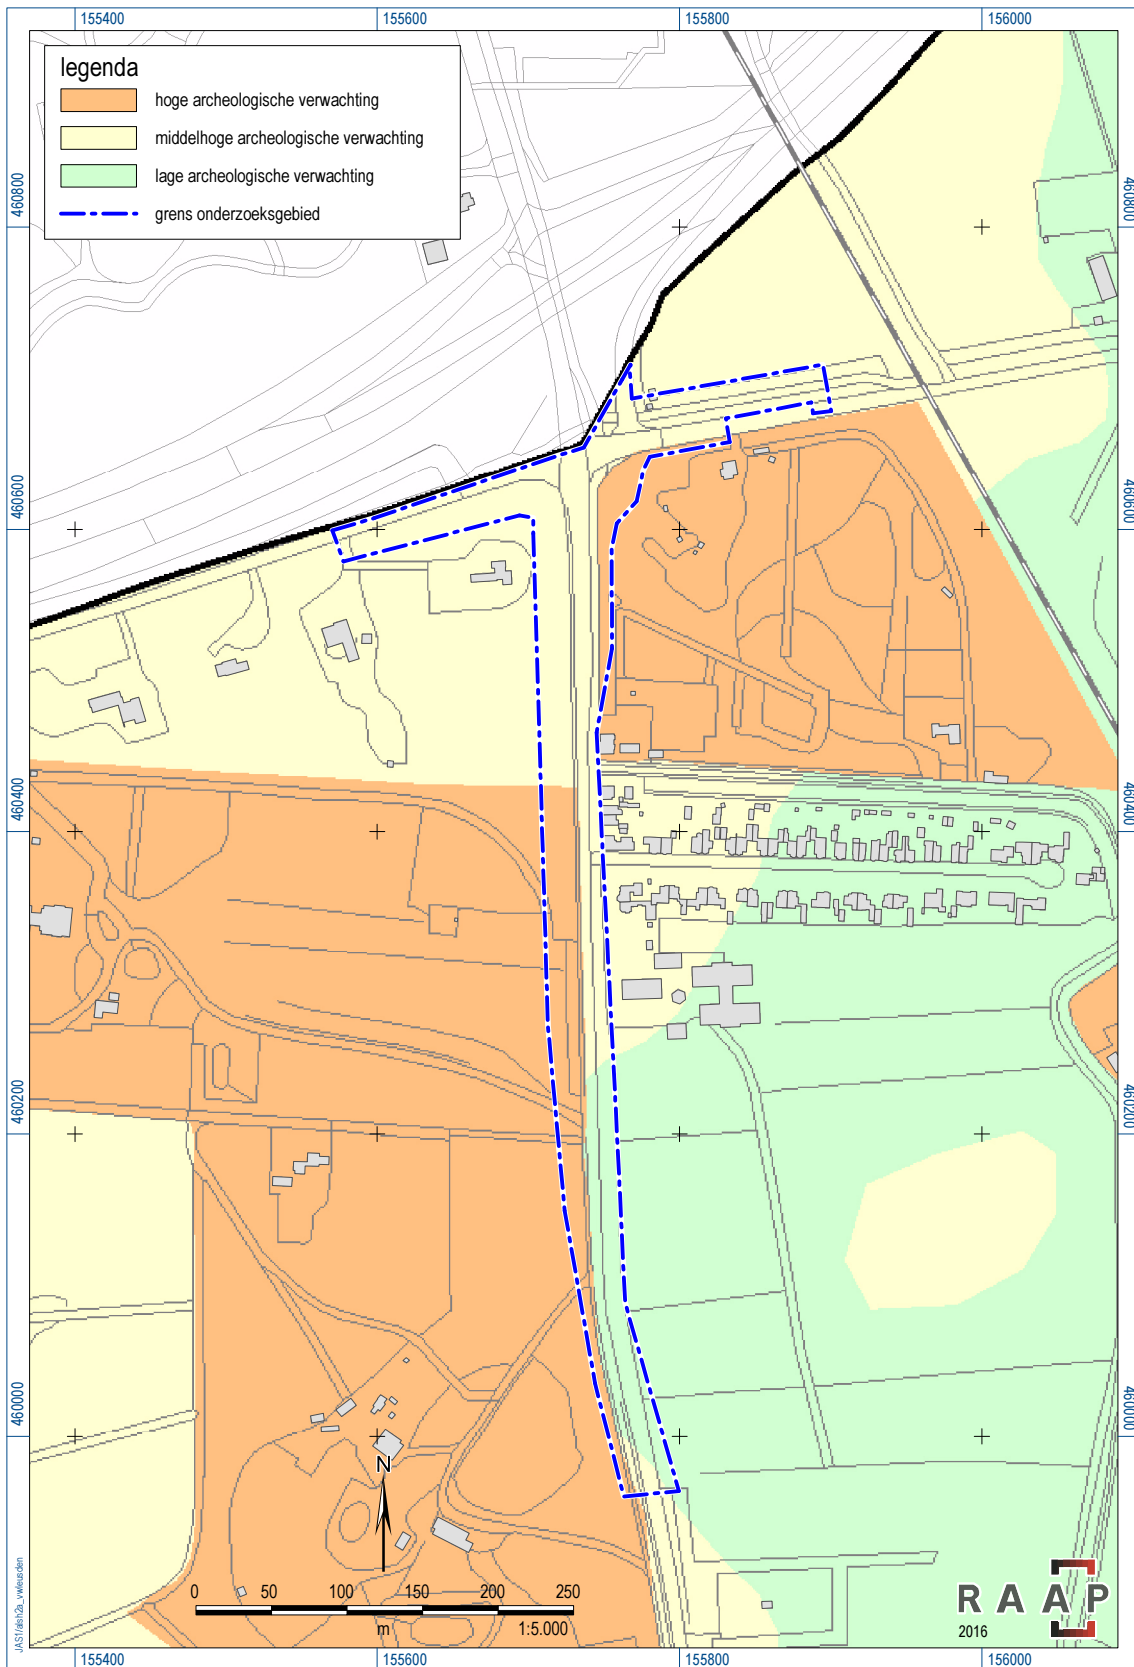 155400 155600 155800 156000
legenda
hoge archeologische verwachting
middelhoge archeologische verwachting
lage archeologische verwachting
grens onderzoeksgebied
460800 460800
460600 460600
460400 460400
460200 460200
460000 460000
N
0 50 100 150 200 250
m 1:5.000
RAAP
2016
155400 155600 155800 156000